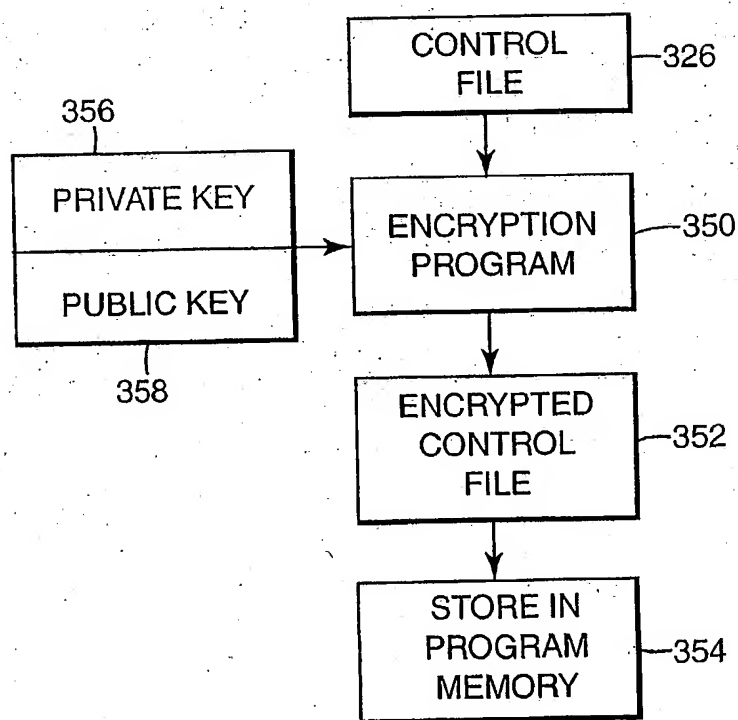 CONTROL
FILE
326
356
PRIVATE KEY
PUBLIC KEY
358
ENCRYPTION
PROGRAM
350
ENCRYPTED
CONTROL
FILE
352
STORE IN
PROGRAM
MEMORY
354